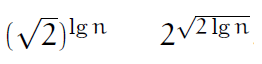 (√2)^{lg n} 2^{√(2 lg n)}